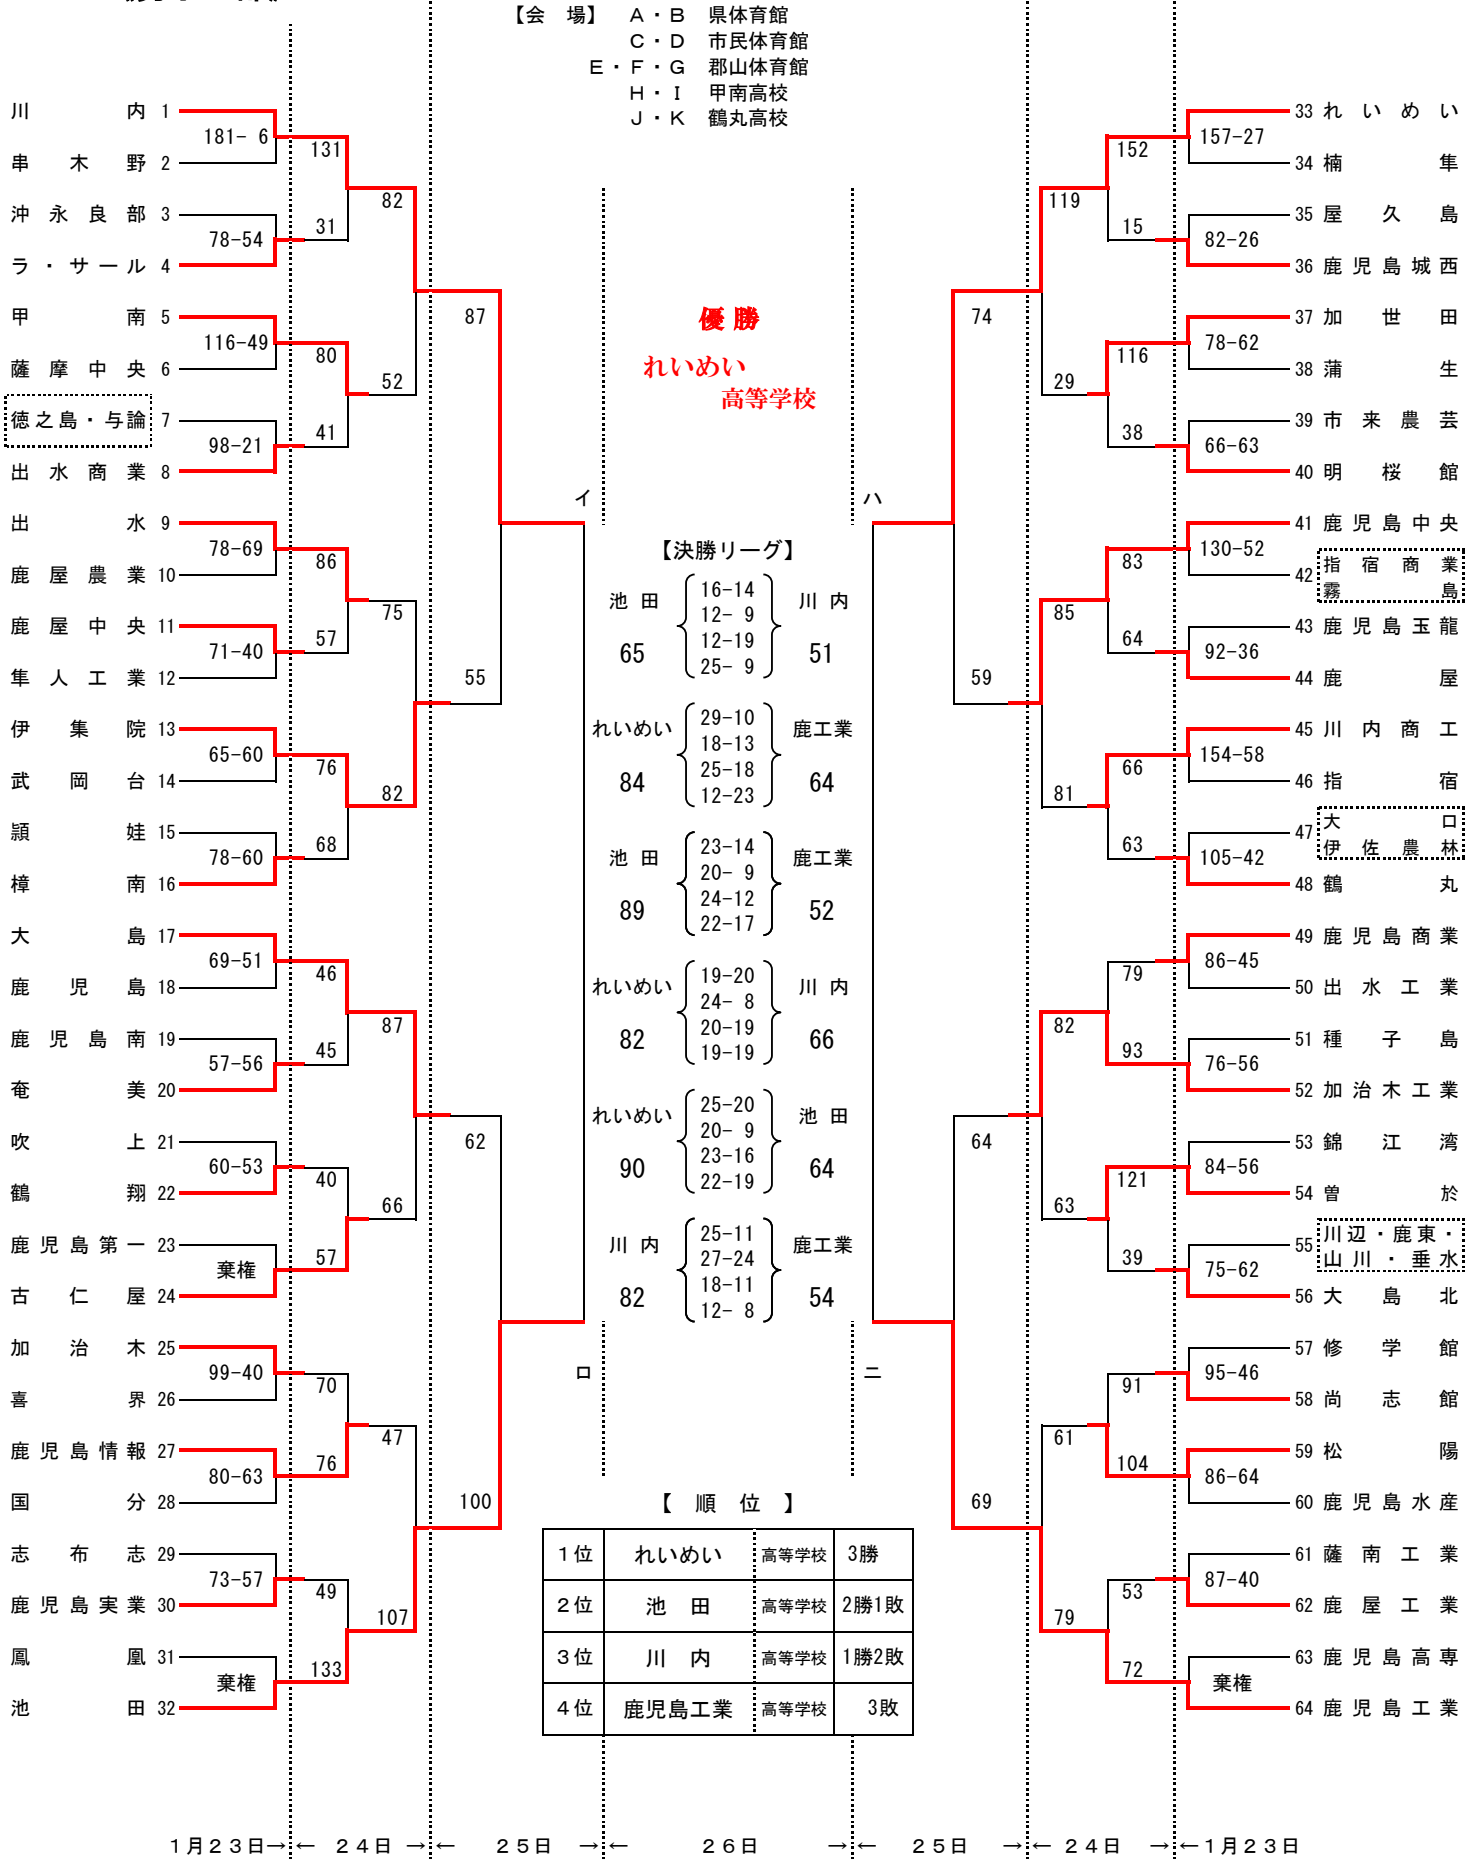 【会　場】　Ａ・Ｂ　県体育館
Ｃ・Ｄ　市民体育館
Ｅ・Ｆ・Ｇ　郡山体育館
Ｈ・Ｉ　甲南高校
Ｊ・Ｋ　鶴丸高校
川内 1
181- 6
串木野 2
131
沖永良部 3
78-54
ラ・サール 4
31
82
甲南 5
116-49
薩摩中央 6
80
徳之島・与論 7
98-21
出水商業 8
41
52
87
出水 9
78-69
鹿屋農業 10
86
鹿屋中央 11
71-40
隼人工業 12
57
75
伊集院 13
65-60
武岡台 14
76
頴娃 15
78-60
樟南 16
68
82
55
大島 17
69-51
鹿児島 18
46
鹿児島南 19
57-56
奄美 20
45
87
吹上 21
60-53
鶴翔 22
40
鹿児島第一 23
棄権
古仁屋 24
57
66
62
加治木 25
99-40
喜界 26
70
鹿児島情報 27
80-63
国分 28
76
47
志布志 29
73-57
鹿児島実業 30
49
鳳凰 31
棄権
池田 32
133
107
100
イ
ロ
優勝
れいめい
高等学校
【決勝リーグ】
池田 65
16-14
12- 9
12-19
25- 9
川内 51
れいめい 84
29-10
18-13
25-18
12-23
鹿工業 64
池田 89
23-14
20- 9
24-12
22-17
鹿工業 52
れいめい 82
19-20
24- 8
20-19
19-19
川内 66
れいめい 90
25-20
20- 9
23-16
22-19
池田 64
川内 82
25-11
27-24
18-11
12- 8
鹿工業 54
【　順　位　】
１位 れいめい 高等学校 3勝
２位 池田 高等学校 2勝1敗
３位 川内 高等学校 1勝2敗
４位 鹿児島工業 高等学校 3敗
ハ
ニ
33 れいめい
157-27
34 楠隼
152
35 屋久島
82-26
36 鹿児島城西
15
119
37 加世田
78-62
38 蒲生
116
39 市来農芸
66-63
40 明桜館
38
29
74
41 鹿児島中央
130-52
42 指宿商業
霧島
83
43 鹿児島玉龍
92-36
44 鹿屋
64
85
45 川内商工
154-58
46 指宿
66
47 大口
伊佐農林
105-42
48 鶴丸
63
81
59
49 鹿児島商業
86-45
50 出水工業
79
51 種子島
76-56
52 加治木工業
93
82
53 錦江湾
84-56
54 曽於
121
55 川辺・鹿東・
山川・垂水
75-62
56 大島北
39
63
64
57 修学館
95-46
58 尚志館
91
59 松陽
86-64
60 鹿児島水産
104
61
61 薩南工業
87-40
62 鹿屋工業
53
63 鹿児島高専
棄権
64 鹿児島工業
72
79
69
１月２３日→ ← ２４日 → ← ２５日 → ← ２６日 → ← ２５日 → ← ２４日 → ←１月２３日